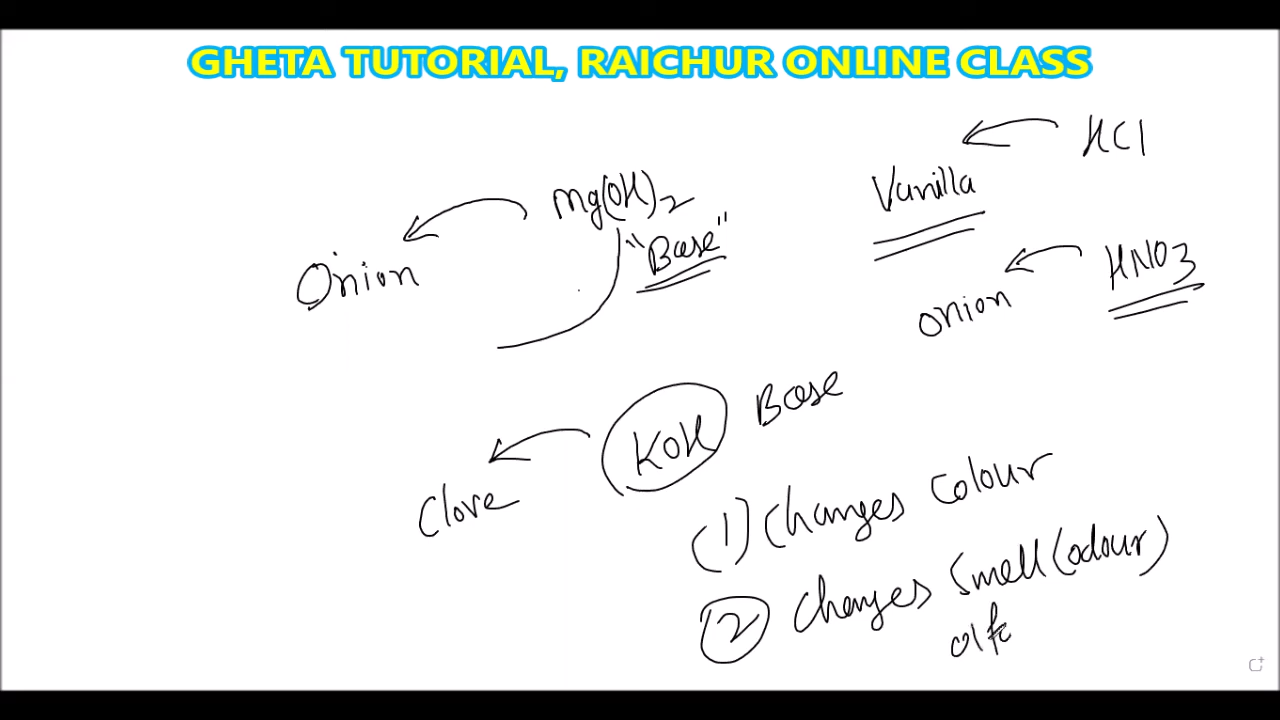 GHETA TUTORIAL, RAICHUR ONLINE CLASS
HCl
Vanilla
Mg(OH)2
"Base"
Onion
HNO3
onion
KOH Base
Clove
(1) Changes colour
2 Changes smell (odour)
olf